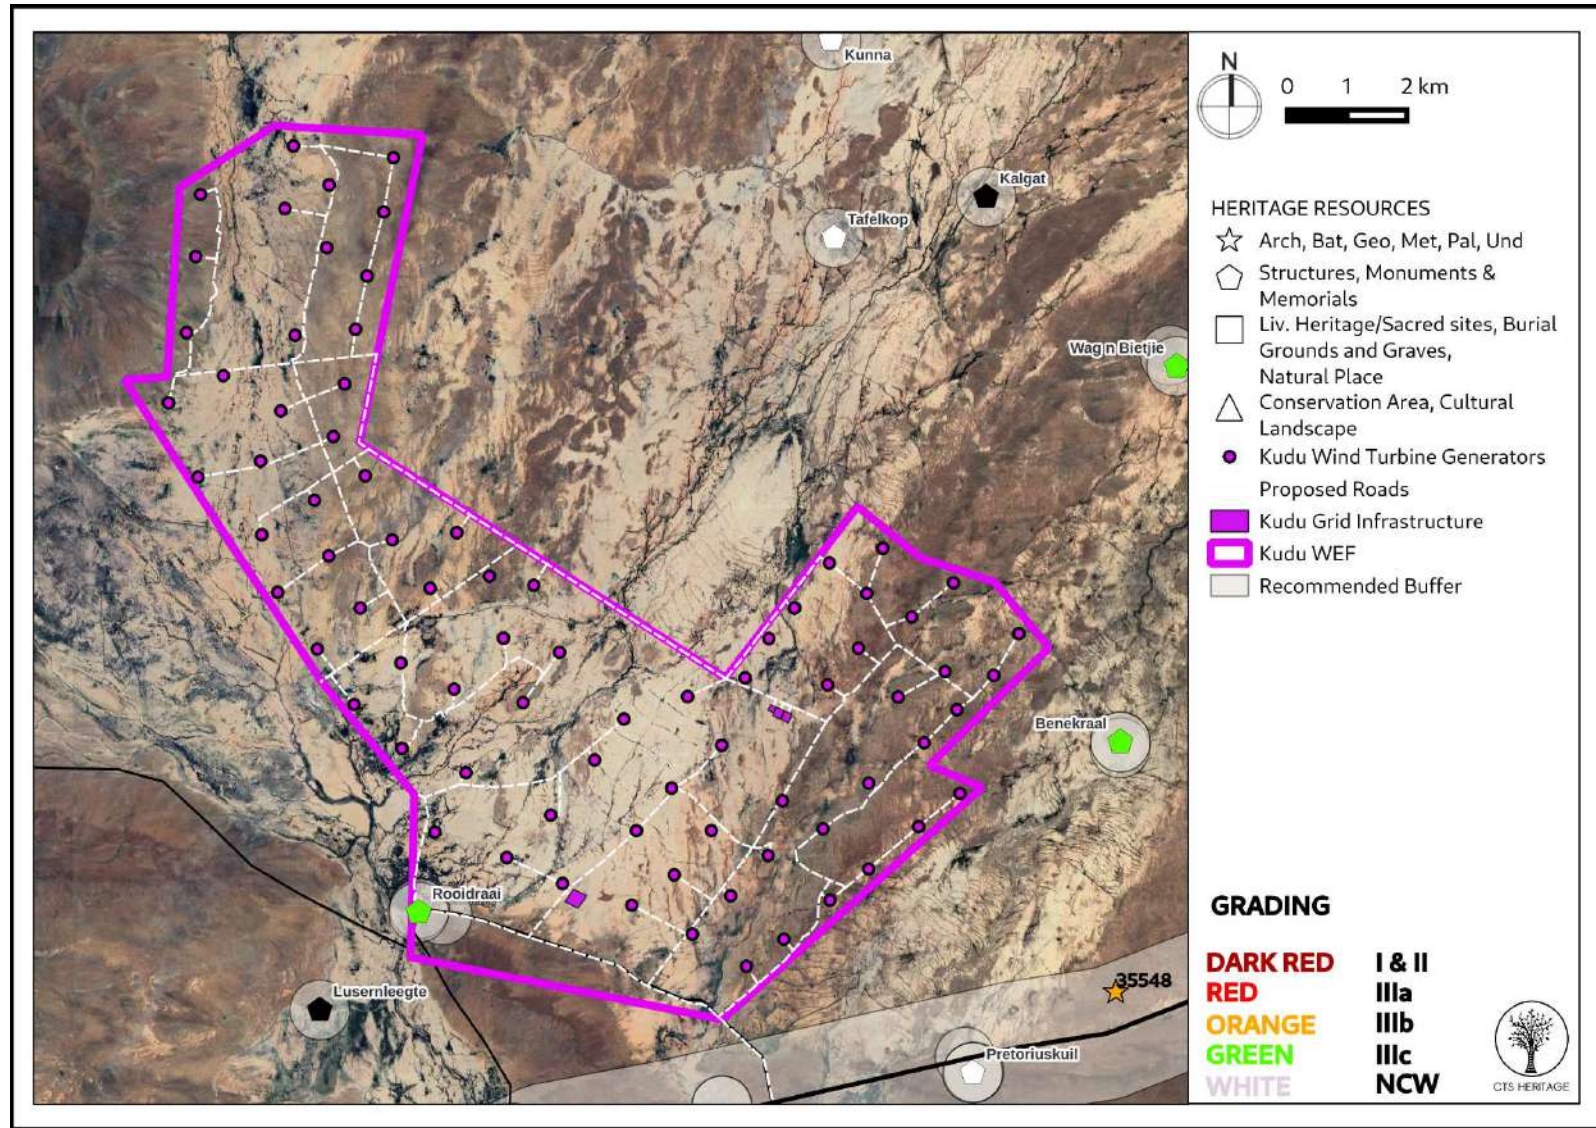 Kunna
Kalgat
Tafelkop
Wag n Bietjie
Benekraal
Rooidraai
Lusernleegte
35548
Pretoriuskuil
N
0 1 2 km
HERITAGE RESOURCES
Arch, Bat, Geo, Met, Pal, Und
Structures, Monuments &
Memorials
Liv. Heritage/Sacred sites, Burial
Grounds and Graves,
Natural Place
Conservation Area, Cultural
Landscape
Kudu Wind Turbine Generators
Proposed Roads
Kudu Grid Infrastructure
Kudu WEF
Recommended Buffer
GRADING
DARK RED I & II
RED IIIa
ORANGE IIIb
GREEN IIIc
WHITE NCW
CTS HERITAGE